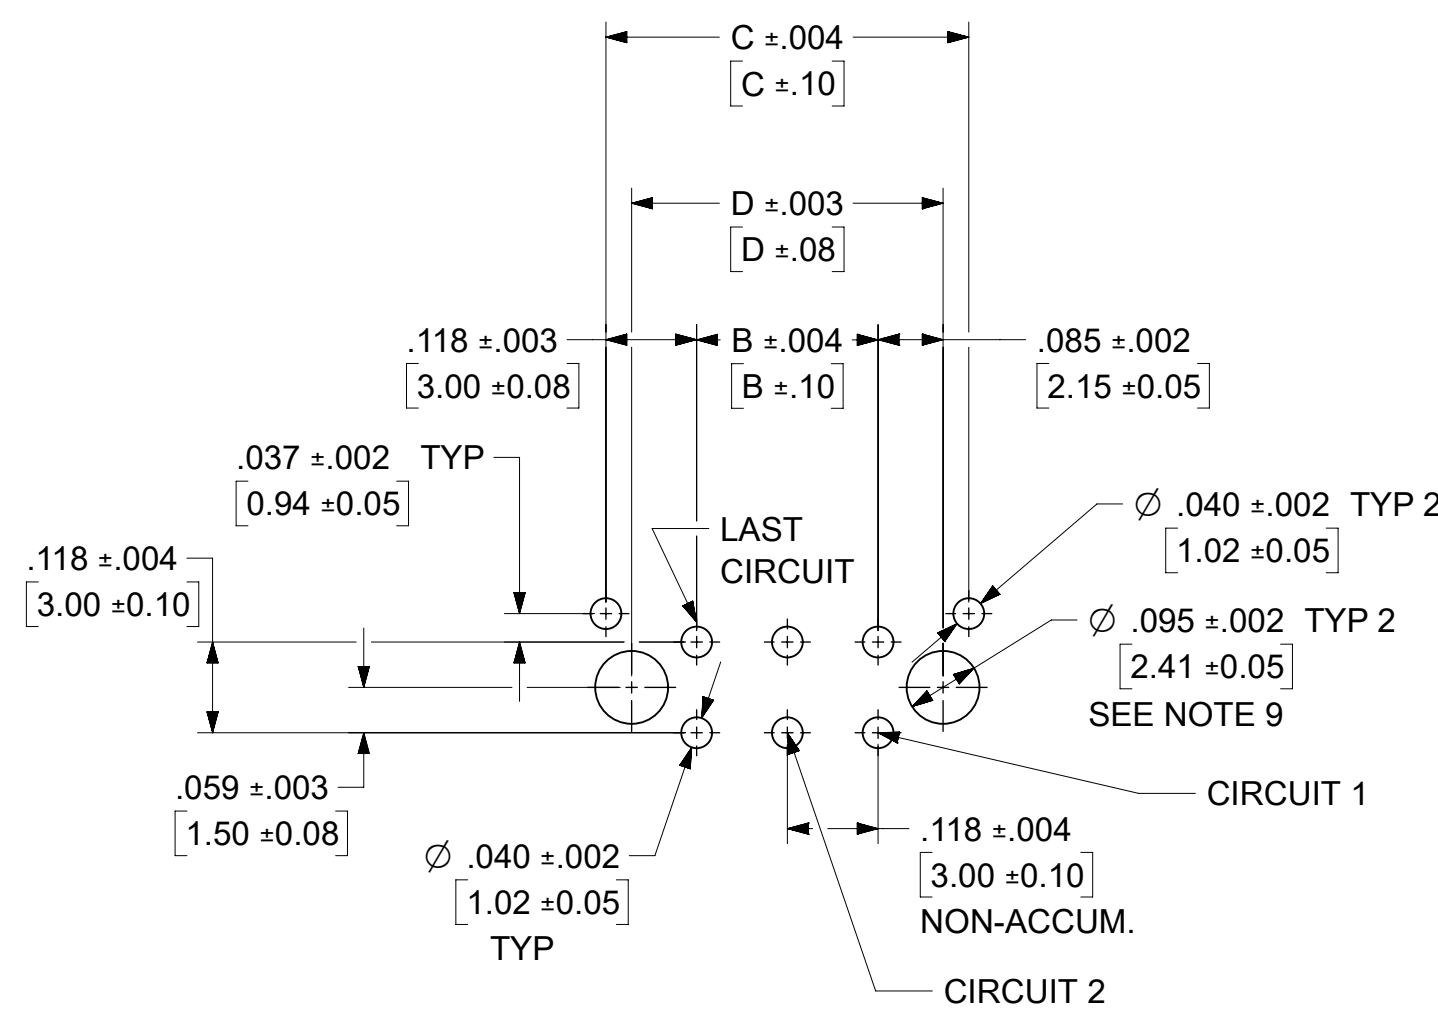 C ±.004
[C ±.10]
D ±.003
[D ±.08]
.118 ±.003
[3.00 ±0.08]
B ±.004
[B ±.10]
.085 ±.002
[2.15 ±0.05]
.037 ±.002 TYP
[0.94 ±0.05]
LAST
CIRCUIT
Ø .040 ±.002 TYP 2
[1.02 ±0.05]
.118 ±.004
[3.00 ±0.10]
Ø .095 ±.002 TYP 2
[2.41 ±0.05]
SEE NOTE 9
.059 ±.003
[1.50 ±0.08]
CIRCUIT 1
Ø .040 ±.002
[1.02 ±0.05]
TYP
.118 ±.004
[3.00 ±0.10]
NON-ACCUM.
CIRCUIT 2